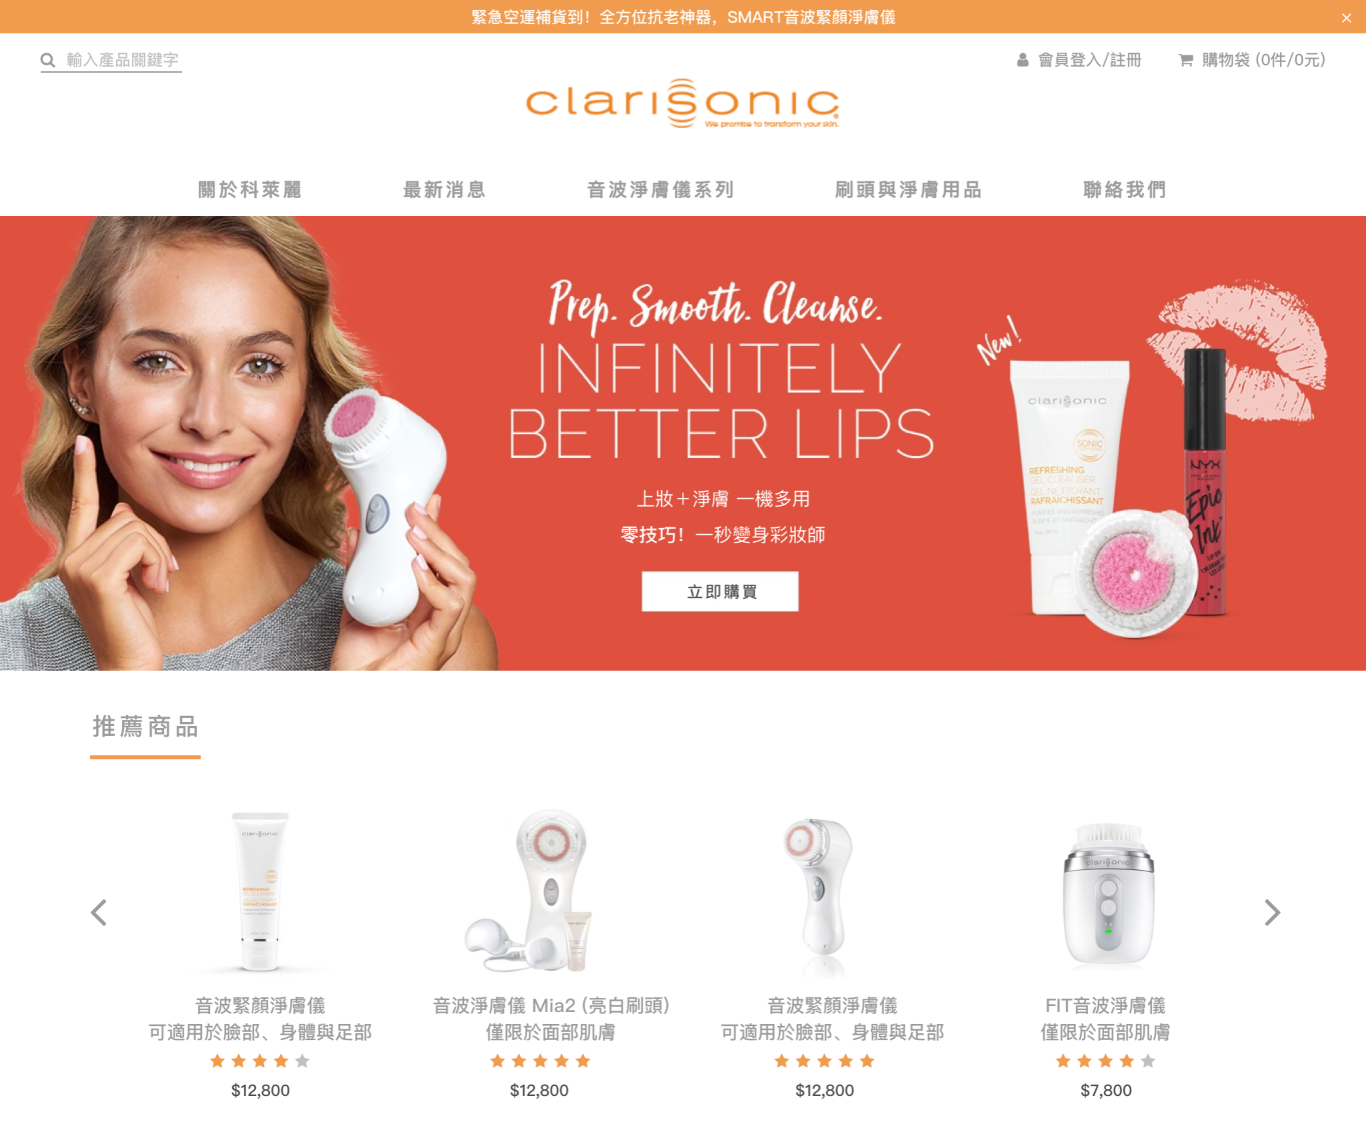 緊急空運補貨到！全方位抗老神器，SMART音波緊顏淨膚儀
×
輸入產品關鍵字
會員登入/註冊
購物袋 (0件/0元)
clarisonic
We promise to transform your skin.
關於科萊麗
最新消息
音波淨膚儀系列
刷頭與淨膚用品
聯絡我們
Prep. Smooth. Cleanse.
INFINITELY
BETTER LIPS
上妝＋淨膚 一機多用
零技巧！一秒變身彩妝師
立即購買
New!
clarisonic
SONIC
REFRESHING
GEL CLEANSER
GEL NETTOYANT
RAFRAICHISSANT
NYX
Epic
Ink
推薦商品
clarisonic
REFRESHING
RAFRAICHISSANT
clarisonic
音波緊顏淨膚儀
可適用於臉部、身體與足部
$12,800
音波淨膚儀 Mia2 (亮白刷頭)
僅限於面部肌膚
$12,800
音波緊顏淨膚儀
可適用於臉部、身體與足部
$12,800
FIT音波淨膚儀
僅限於面部肌膚
$7,800